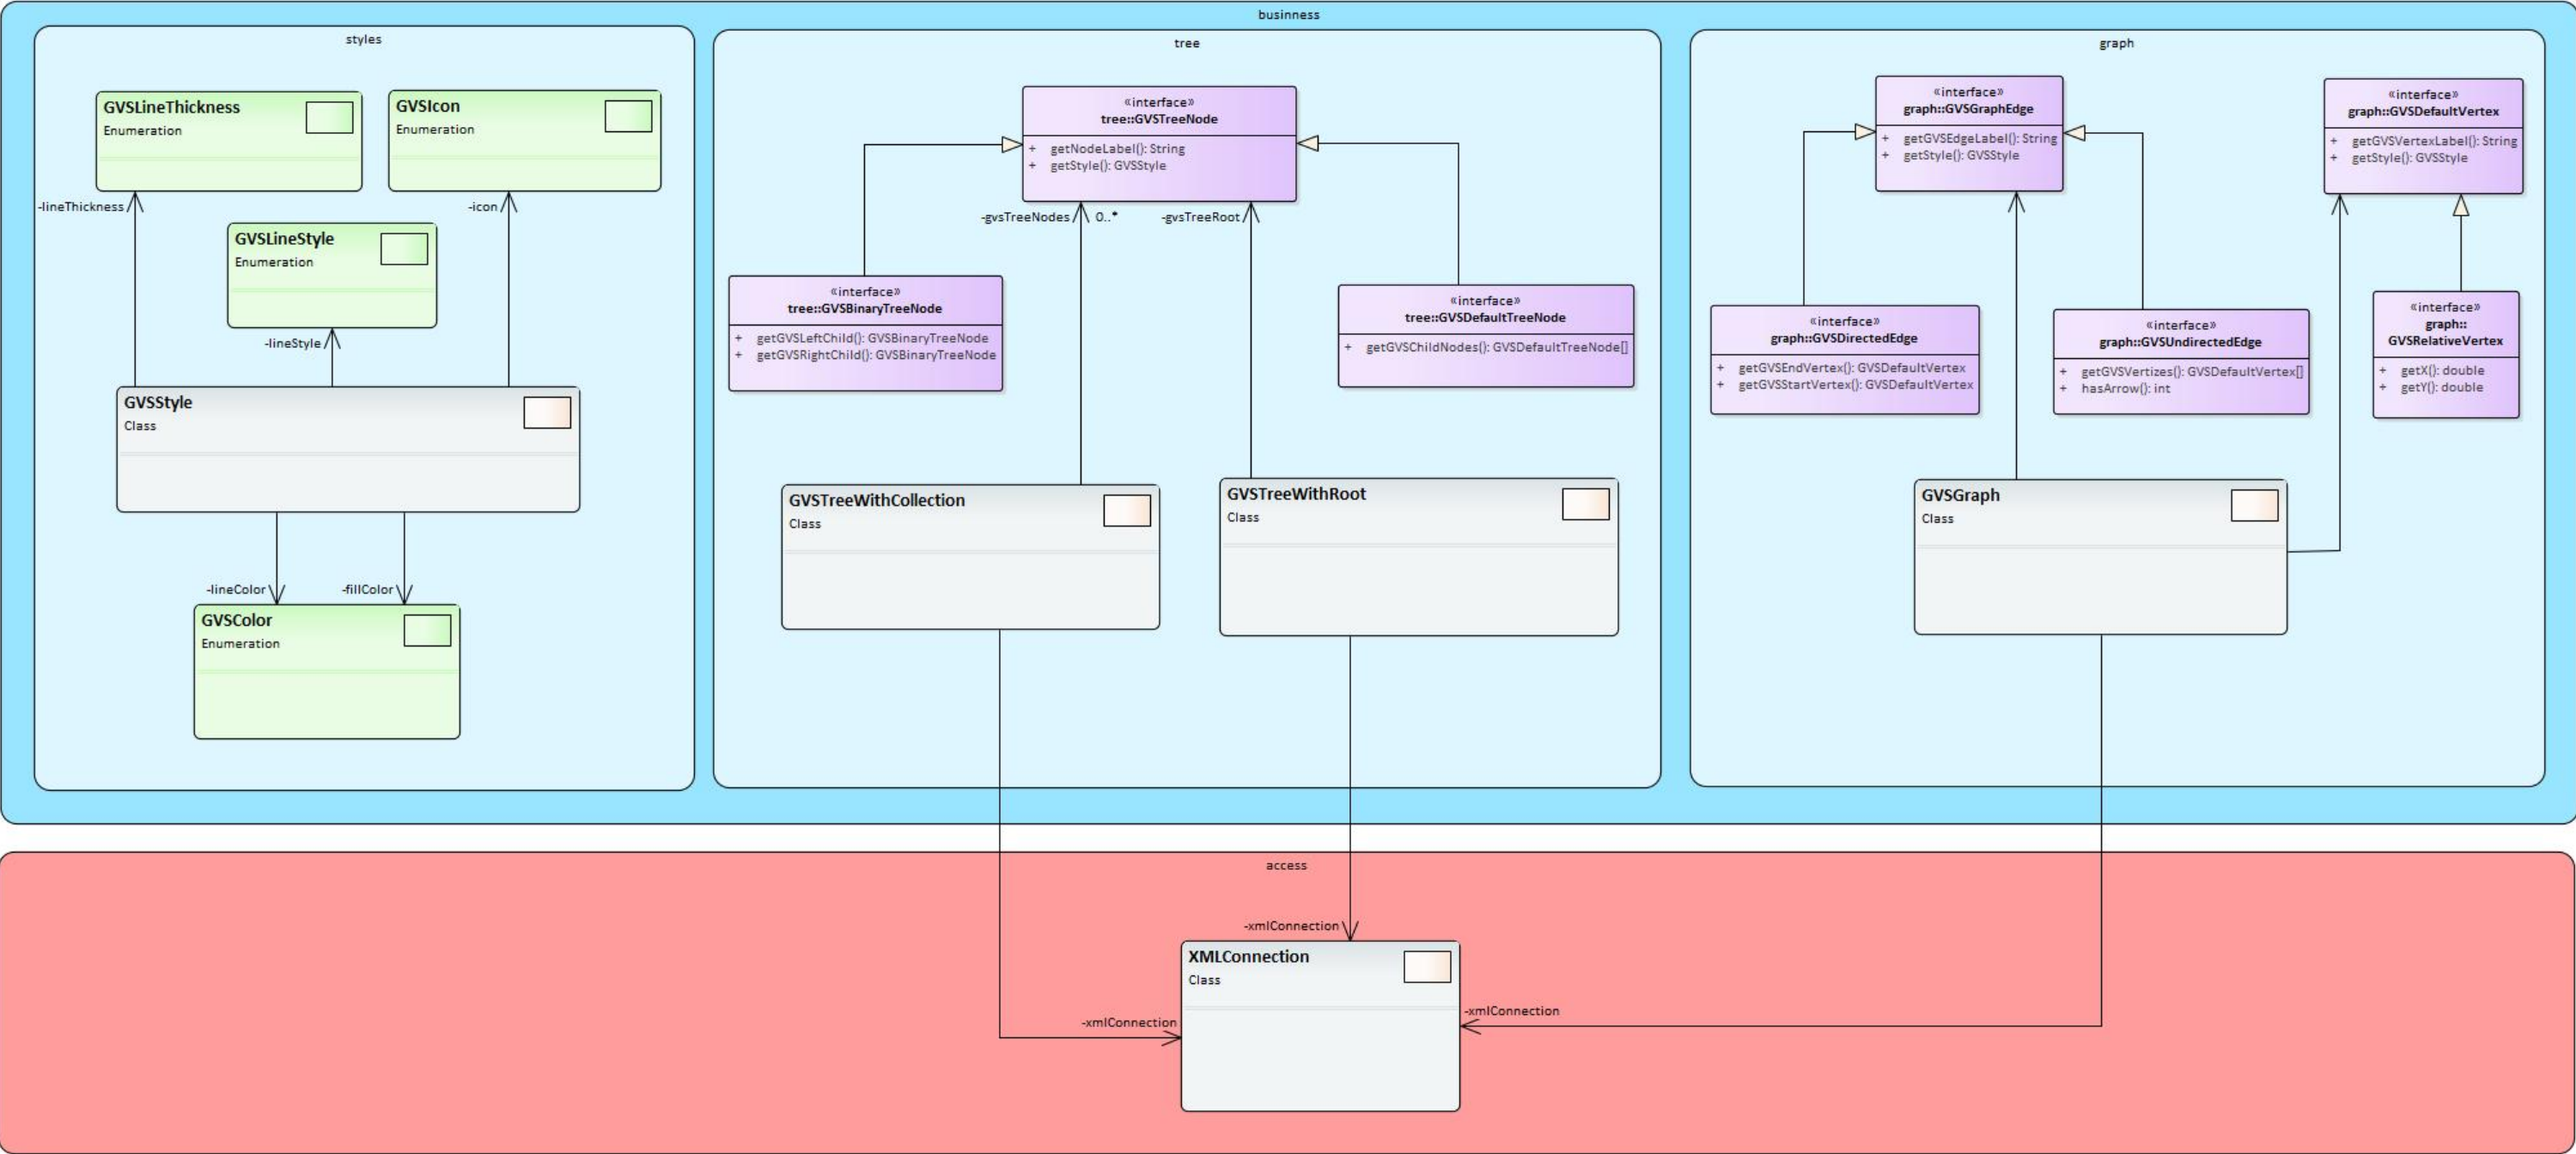 businness
styles
GVSLineThickness
Enumeration
GVSIcon
Enumeration
-lineThickness
-icon
GVSLineStyle
Enumeration
-lineStyle
GVSStyle
Class
-lineColor
-fillColor
GVSColor
Enumeration
tree
«interface»
tree::GVSTreeNode
+ getNodeLabel(): String
+ getStyle(): GVSStyle
-gvsTreeNodes
0..*
-gvsTreeRoot
«interface»
tree::GVSBinaryTreeNode
+ getGVSLeftChild(): GVSBinaryTreeNode
+ getGVSRightChild(): GVSBinaryTreeNode
«interface»
tree::GVSDefaultTreeNode
+ getGVSChildNodes(): GVSDefaultTreeNode[]
GVSTreeWithCollection
Class
GVSTreeWithRoot
Class
graph
«interface»
graph::GVSGraphEdge
+ getGVSEdgeLabel(): String
+ getStyle(): GVSStyle
«interface»
graph::GVSDefaultVertex
+ getGVSVertexLabel(): String
+ getStyle(): GVSStyle
«interface»
graph::GVSDirectedEdge
+ getGVSEndVertex(): GVSDefaultVertex
+ getGVSStartVertex(): GVSDefaultVertex
«interface»
graph::GVSUndirectedEdge
+ getGVSVertizes(): GVSDefaultVertex[]
+ hasArrow(): int
«interface»
graph::
GVSRelativeVertex
+ getX(): double
+ getY(): double
GVSGraph
Class
access
-xmlConnection
XMLConnection
Class
-xmlConnection
-xmlConnection